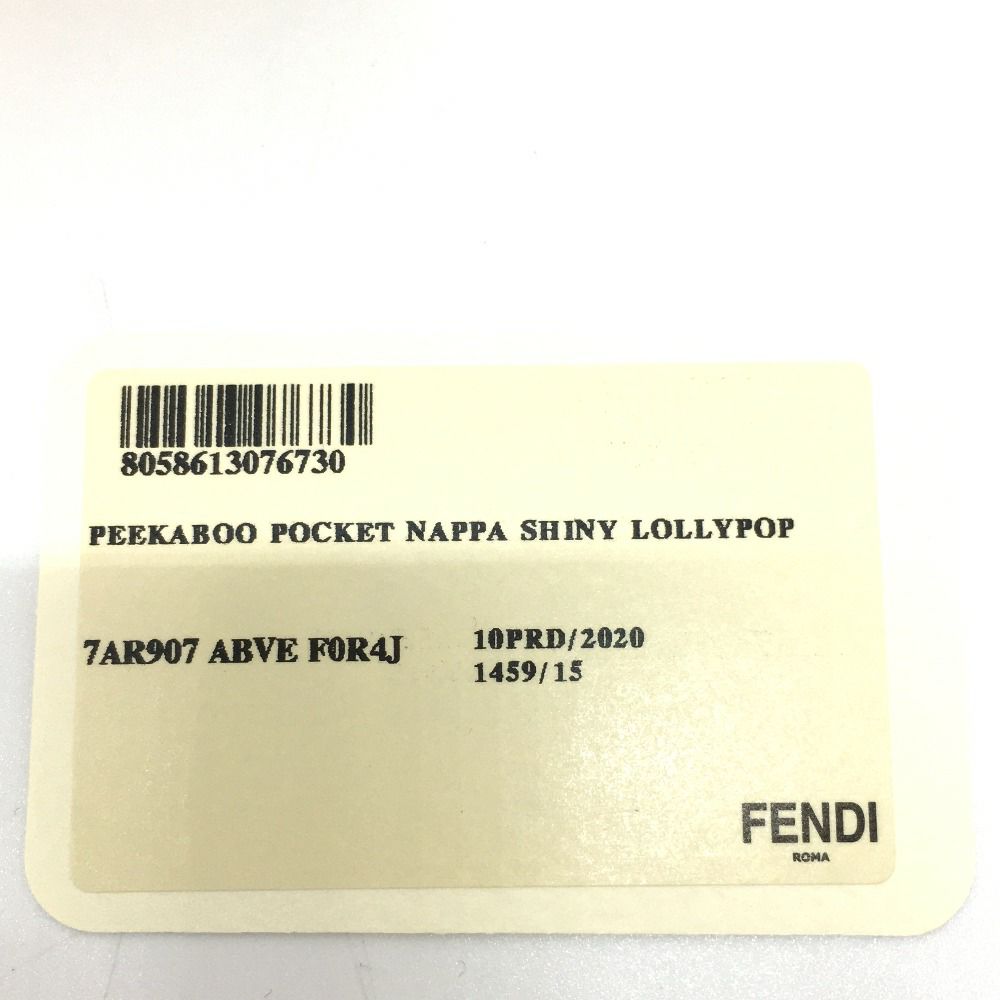 8058613076730
PEEKABOO POCKET NAPPA SHINY LOLLYPOP
7AR907 ABVE F0R4J
10PRD/2020
1459/15
FENDI
ROMA